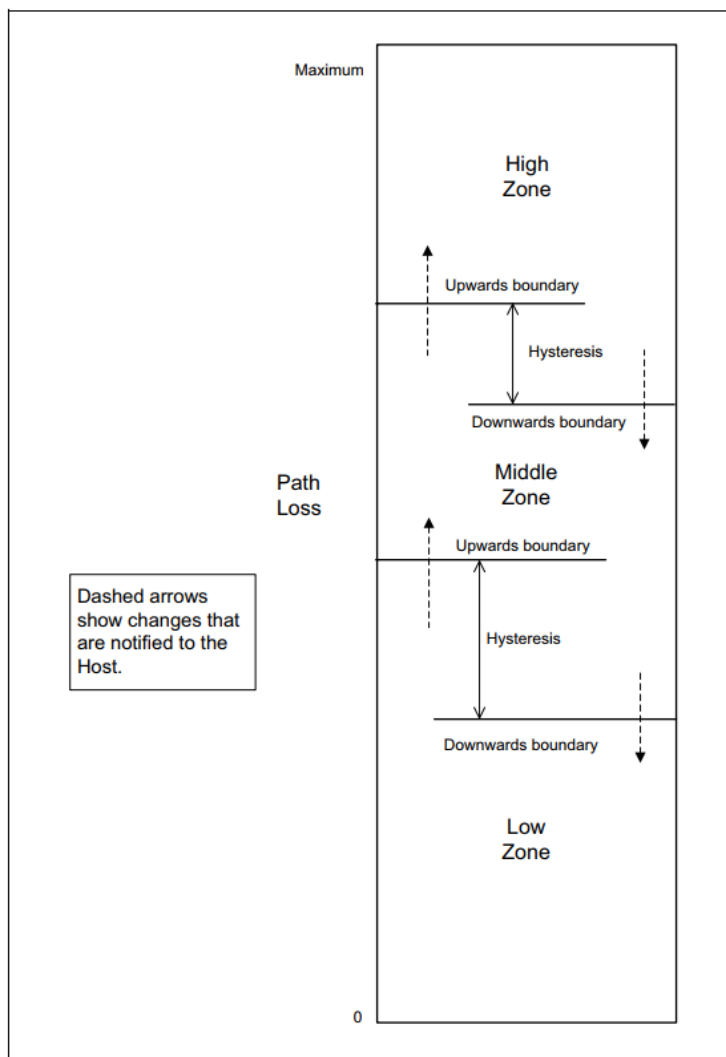 Maximum
High
Zone
Upwards boundary
Hysteresis
Downwards boundary
Path
Loss
Middle
Zone
Upwards boundary
Dashed arrows
show changes that
are notified to the
Host.
Hysteresis
Downwards boundary
Low
Zone
0